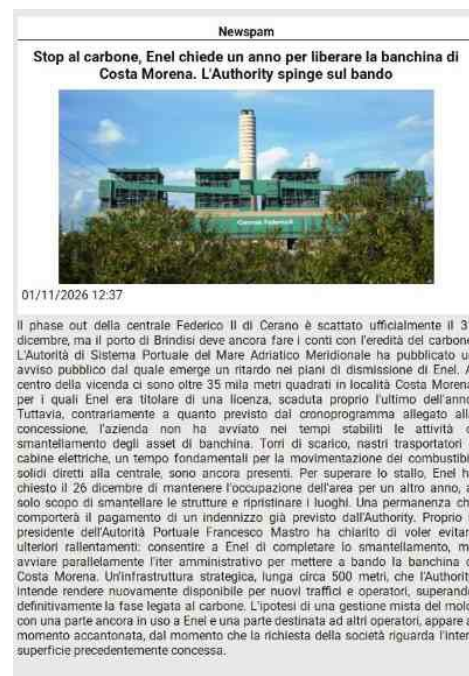 Newspam
Stop al carbone, Enel chiede un anno per liberare la banchina di
Costa Morena. L'Authority spinge sul bando
Centrale Federico II
01/11/2026 12:37
Il phase out della centrale Federico II di Cerano è scattato ufficialmente il 3
dicembre, ma il porto di Brindisi deve ancora fare i conti con l'eredità del carbone
L'Autorità di Sistema Portuale del Mare Adriatico Meridionale ha pubblicato u
avviso pubblico dal quale emerge un ritardo nei piani di dismissione di Enel. A
centro della vicenda ci sono oltre 35 mila metri quadrati in località Costa Morena
per i quali Enel era titolare di una licenza, scaduta proprio l'ultimo dell'anno
Tuttavia, contrariamente a quanto previsto dal cronoprogramma allegato all
concessione, l'azienda non ha avviato nei tempi stabiliti le attività d
smantellamento degli asset di banchina. Torri di scarico, nastri trasportatori
cabine elettriche, un tempo fondamentali per la movimentazione dei combustibi
solidi diretti alla centrale, sono ancora presenti. Per superare lo stallo, Enel h
chiesto il 26 dicembre di mantenere l'occupazione dell'area per un altro anno, a
solo scopo di smantellare le strutture e ripristinare i luoghi. Una permanenza ch
comporterà il pagamento di un indennizzo già previsto dall'Authority. Proprio i
presidente dell'Autorità Portuale Francesco Mastro ha chiarito di voler evitar
ulteriori rallentamenti: consentire a Enel di completare lo smantellamento, m
avviare parallelamente l'iter amministrativo per mettere a bando la banchina d
Costa Morena. Un'infrastruttura strategica, lunga circa 500 metri, che l'Authorit
intende rendere nuovamente disponibile per nuovi traffici e operatori, superand
definitivamente la fase legata al carbone. L'ipotesi di una gestione mista del molo
con una parte ancora in uso a Enel e una parte destinata ad altri operatori, appare a
momento accantonata, dal momento che la richiesta della società riguarda l'inter
superficie precedentemente concessa.